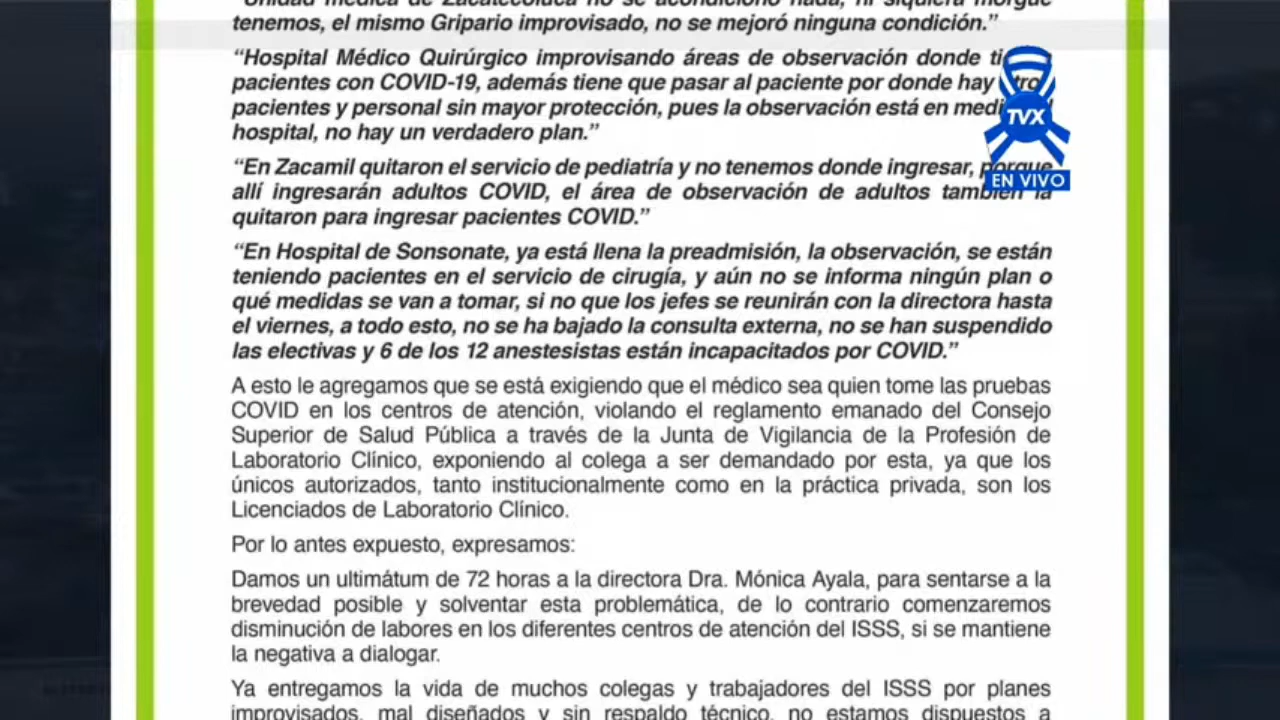 “Unidad médica de Zacatecoluca no se acondicionó nada, ni siquiera morgue
tenemos, el mismo Gripario improvisado, no se mejoró ninguna condición.”
“Hospital Médico Quirúrgico improvisando áreas de observación donde
pacientes con COVID-19, además tiene que pasar al paciente por donde hay
pacientes y personal sin mayor protección, pues la observación está en
hospital, no hay un verdadero plan.”
TVX
“En Zacamil quitaron el servicio de pediatría y no tenemos donde ingresar, porque
EN VIVO
allí ingresarán adultos COVID, el área de observación de adultos también la
quitaron para ingresar pacientes COVID.”
“En Hospital de Sonsonate, ya está llena la preadmisión, la observación, se están
teniendo pacientes en el servicio de cirugía, y aún no se informa ningún plan o
qué medidas se van a tomar, si no que los jefes se reunirán con la directora hasta
el viernes, a todo esto, no se ha bajado la consulta externa, no se han suspendido
las electivas y 6 de los 12 anestesistas están incapacitados por COVID.”
A esto le agregamos que se está exigiendo que el médico sea quien tome las pruebas
COVID en los centros de atención, violando el reglamento emanado del Consejo
Superior de Salud Pública a través de la Junta de Vigilancia de la Profesión de
Laboratorio Clínico, exponiendo al colega a ser demandado por esta, ya que los
únicos autorizados, tanto institucionalmente como en la práctica privada, son los
Licenciados de Laboratorio Clínico.
Por lo antes expuesto, expresamos:
Damos un ultimátum de 72 horas a la directora Dra. Mónica Ayala, para sentarse a la
brevedad posible y solventar esta problemática, de lo contrario comenzaremos
disminución de labores en los diferentes centros de atención del ISSS, si se mantiene
la negativa a dialogar.
Ya entregamos la vida de muchos colegas y trabajadores del ISSS por planes
improvisados, mal diseñados y sin respaldo técnico, no estamos dispuestos a